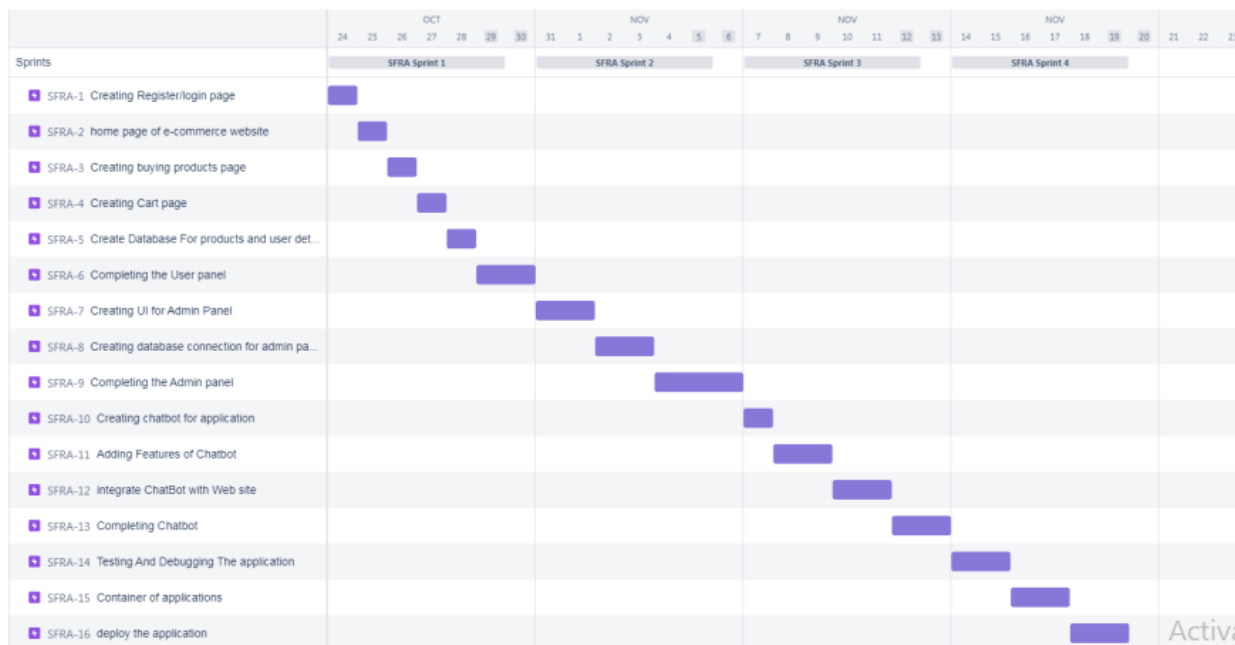 OCT NOV NOV NOV
24 25 26 27 28 29 30 31 1 2 3 4 5 6 7 8 9 10 11 12 13 14 15 16 17 18 19 20 21 22
Sprints SFRA Sprint 1 SFRA Sprint 2 SFRA Sprint 3 SFRA Sprint 4
SFRA-1 Creating Register/login page
SFRA-2 home page of e-commerce website
SFRA-3 Creating buying products page
SFRA-4 Creating Cart page
SFRA-5 Create Database For products and user det...
SFRA-6 Completing the User panel
SFRA-7 Creating UI for Admin Panel
SFRA-8 Creating database connection for admin pa...
SFRA-9 Completing the Admin panel
SFRA-10 Creating chatbot for application
SFRA-11 Adding Features of Chatbot
SFRA-12 integrate ChatBot with Web site
SFRA-13 Completing Chatbot
SFRA-14 Testing And Debugging The application
SFRA-15 Container of applications
SFRA-16 deploy the application
Activa